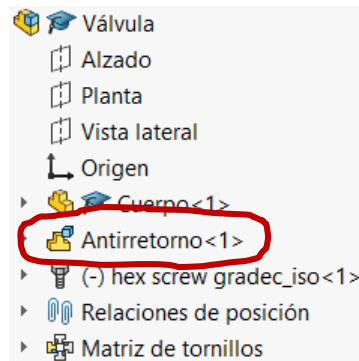 Válvula
Alzado
Planta
Vista lateral
Origen
Cuerpo<1>
Antirretorno<1>
(-) hex screw gradec_iso<1>
Relaciones de posición
Matriz de tornillos